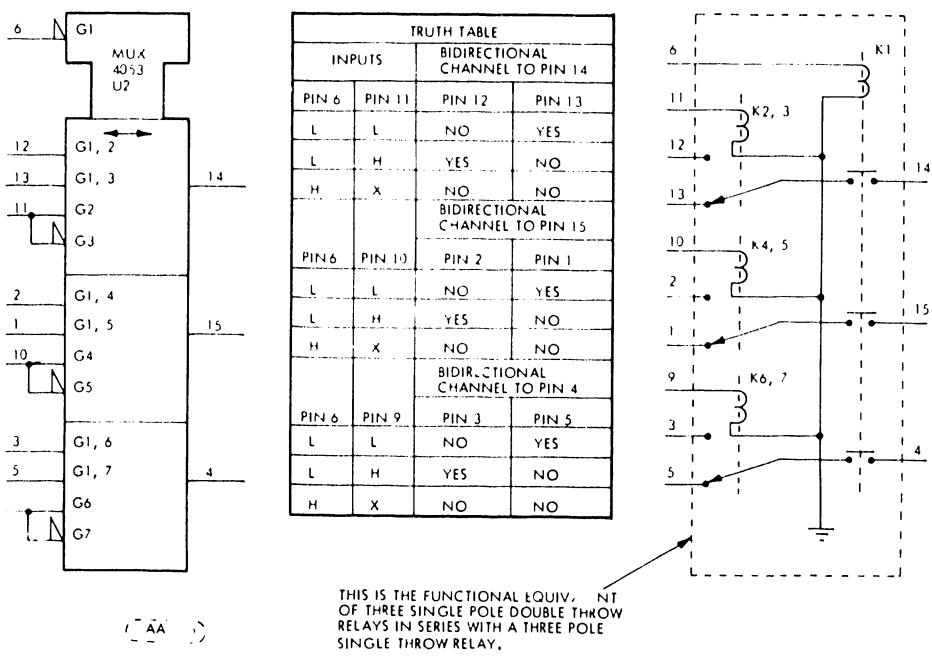 6 G1
MUX
4053
U2
12 G1, 2
13 G1, 3 14
11 G2
G3
2 G1, 4
1 G1, 5 15
10 G4
G5
3 G1, 6
5 G1, 7 4
G6
G7
AA
TRUTH TABLE
INPUTS BIDIRECTIONAL
CHANNEL TO PIN 14
PIN 6 PIN 11 PIN 12 PIN 13
L L NO YES
L H YES NO
H X NO NO
BIDIRECTIONAL
CHANNEL TO PIN 15
PIN 6 PIN 10 PIN 2 PIN 1
L L NO YES
L H YES NO
H X NO NO
BIDIRECTIONAL
CHANNEL TO PIN 4
PIN 6 PIN 9 PIN 3 PIN 5
L L NO YES
L H YES NO
H X NO NO
6 K1
11 K2, 3
12
13 14
10 K4, 5
2
1 15
9 K6, 7
3
5 4
THIS IS THE FUNCTIONAL
OF THREE SINGLE POLE DOUBLE THROW
RELAYS IN SERIES WITH A THREE POLE
SINGLE THROW RELAY.